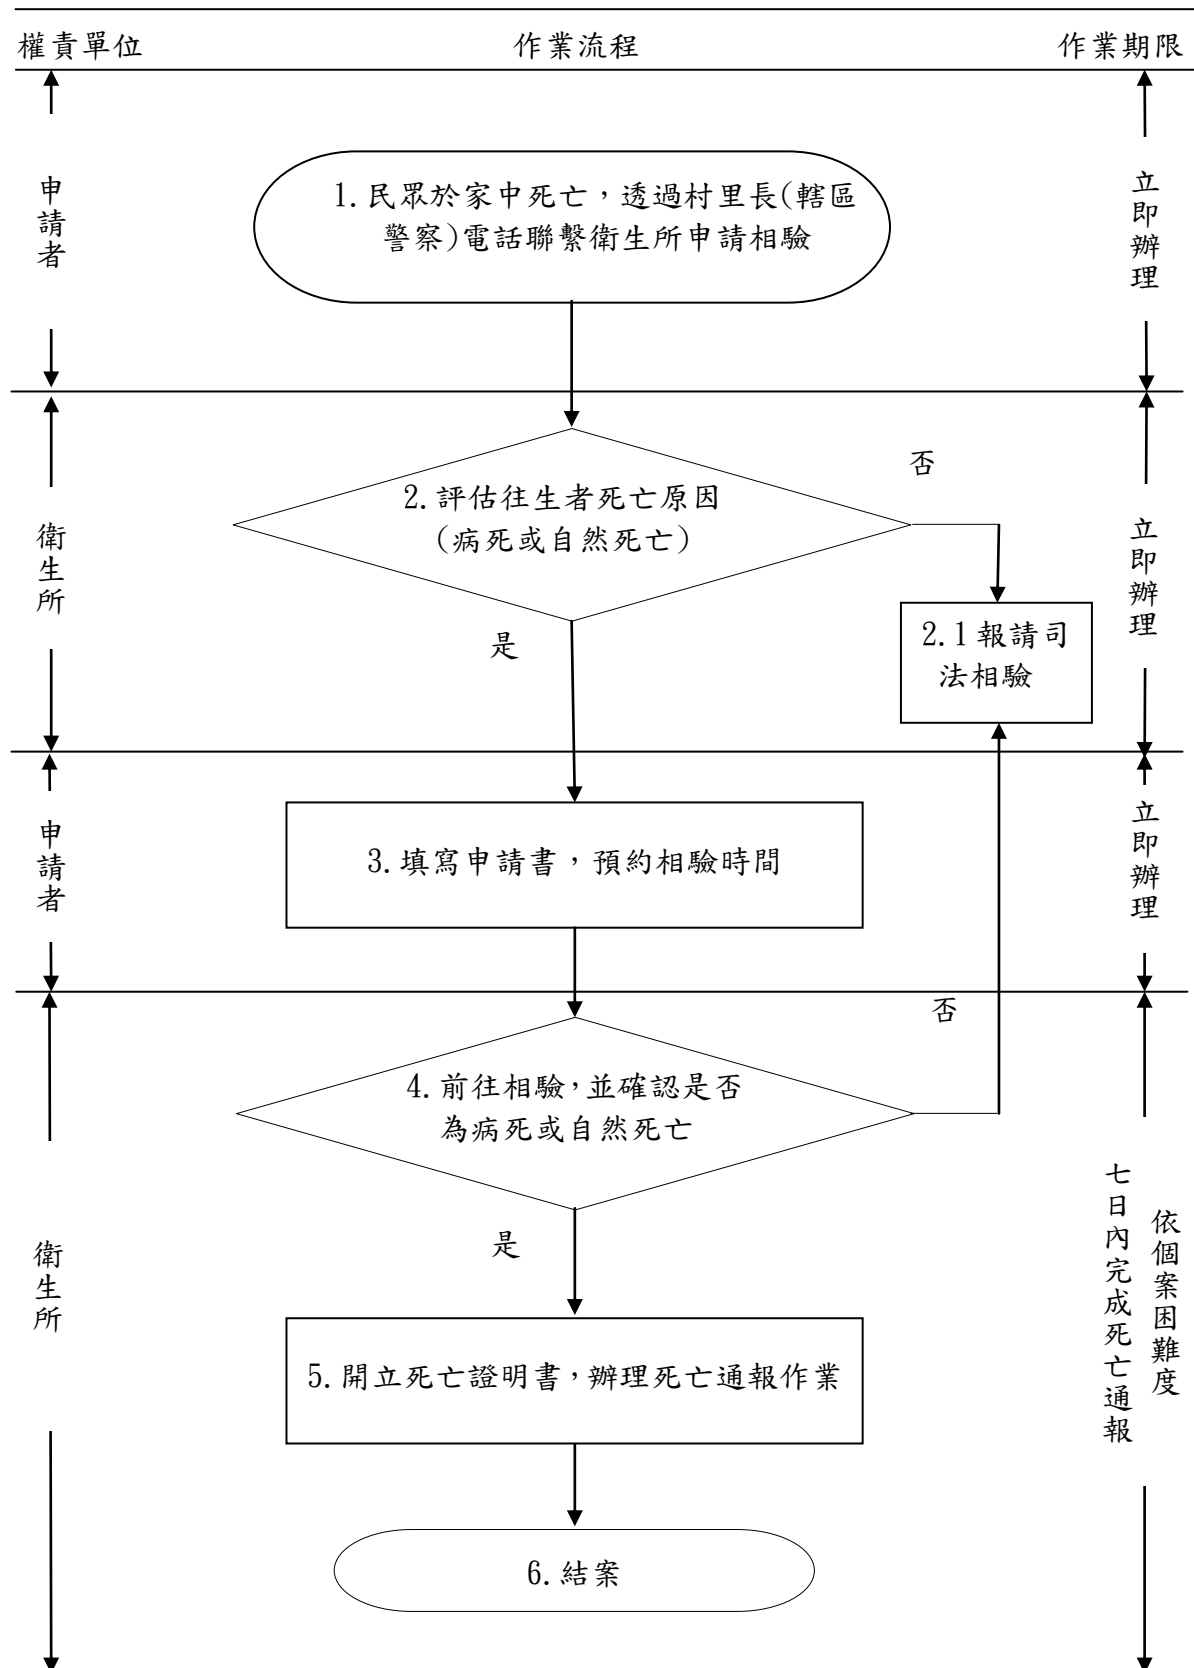 權責單位
作業流程
作業期限
申請者
1.民眾於家中死亡，透過村里長(轄區
警察)電話聯繫衛生所申請相驗
立即辦理
衛生所
2.評估往生者死亡原因
(病死或自然死亡)
否
立即辦理
是
2.1報請司
法相驗
申請者
3.填寫申請書，預約相驗時間
立即辦理
衛生所
4.前往相驗，並確認是否
為病死或自然死亡
否
是
5.開立死亡證明書，辦理死亡通報作業
依個案困難度
七日內完成死亡通報
6.結案